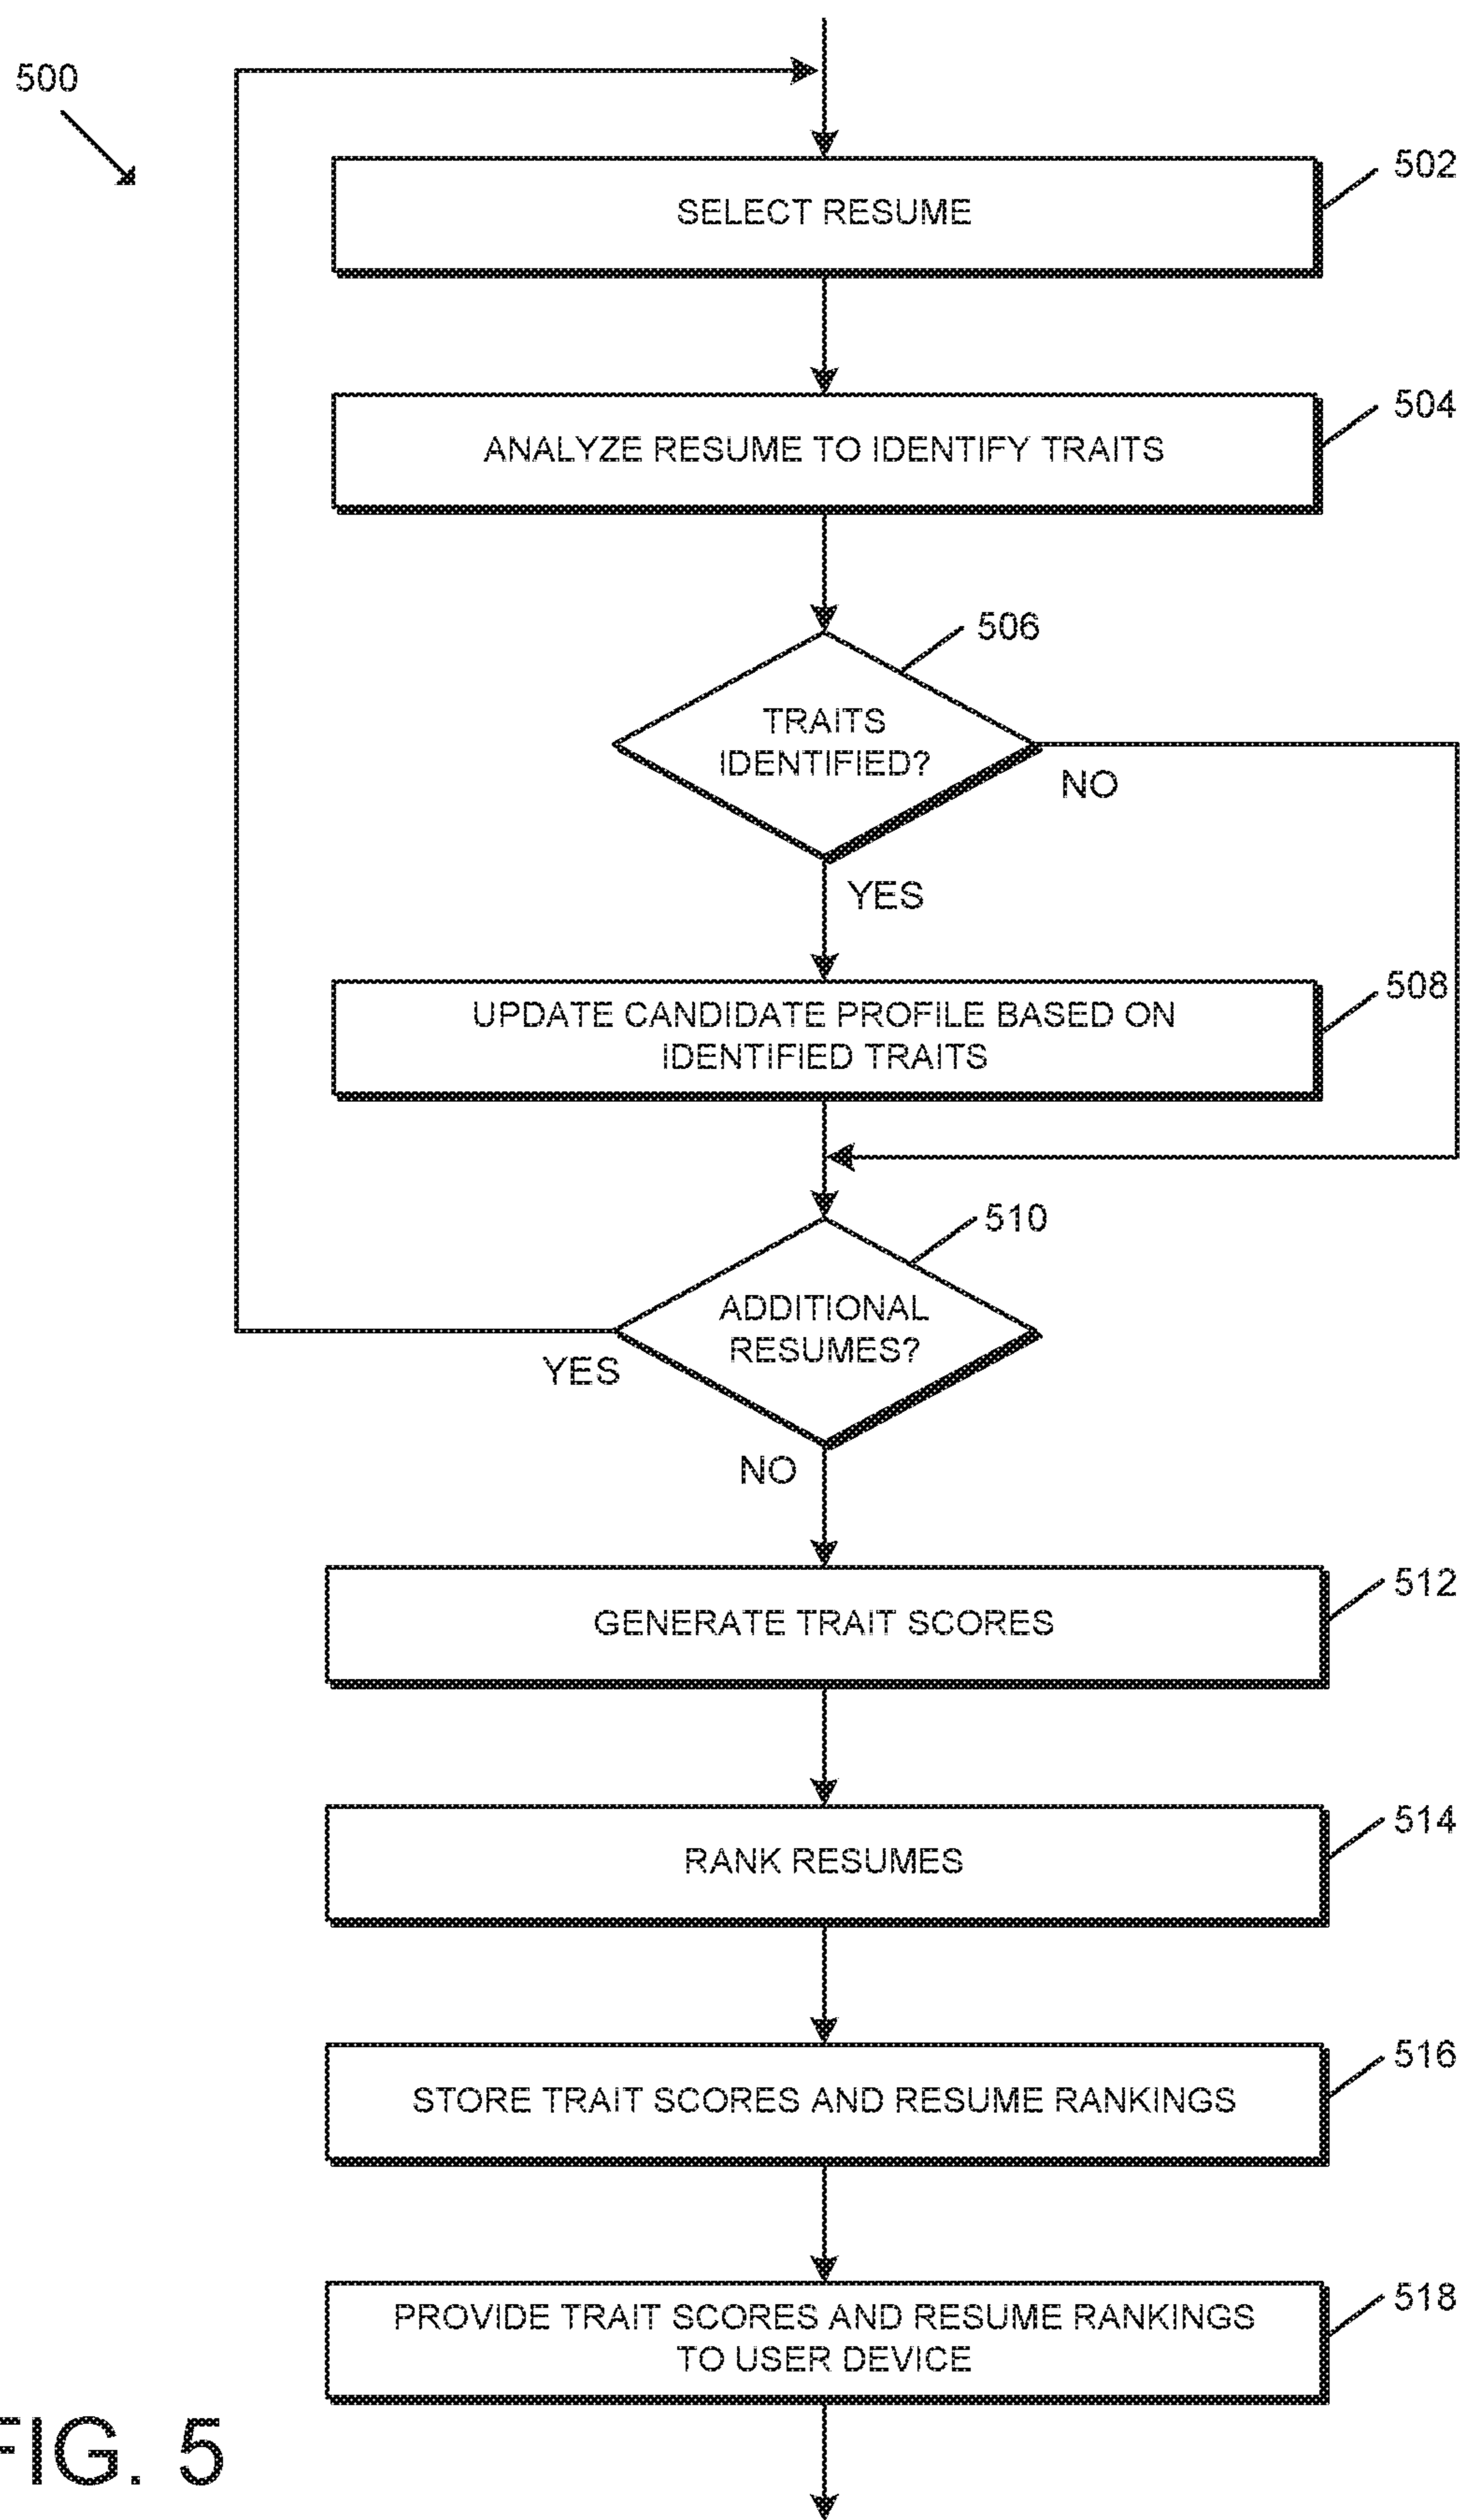 500
502
SELECT RESUME
504
ANALYZE RESUME TO IDENTIFY TRAITS
506
TRAITS
IDENTIFIED?
NO
YES
508
UPDATE CANDIDATE PROFILE BASED ON
IDENTIFIED TRAITS
510
ADDITIONAL
RESUMES?
YES
NO
512
GENERATE TRAIT SCORES
514
RANK RESUMES
516
STORE TRAIT SCORES AND RESUME RANKINGS
518
PROVIDE TRAIT SCORES AND RESUME RANKINGS
TO USER DEVICE
FIG. 5